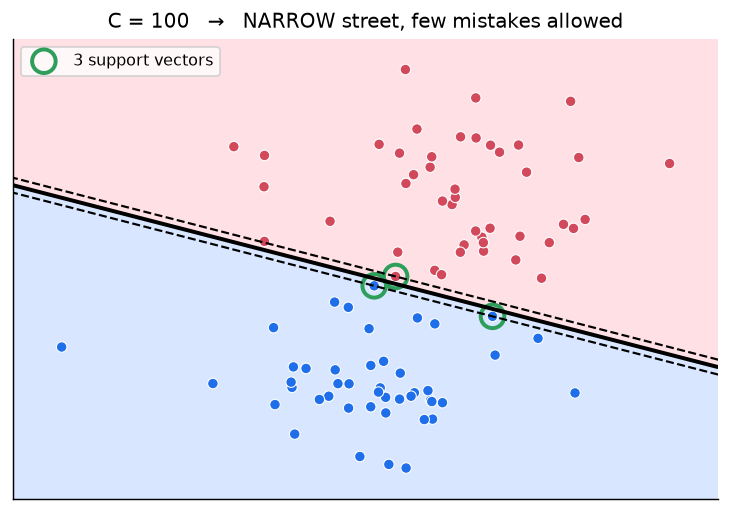 C = 100   →   NARROW street, few mistakes allowed
3 support vectors